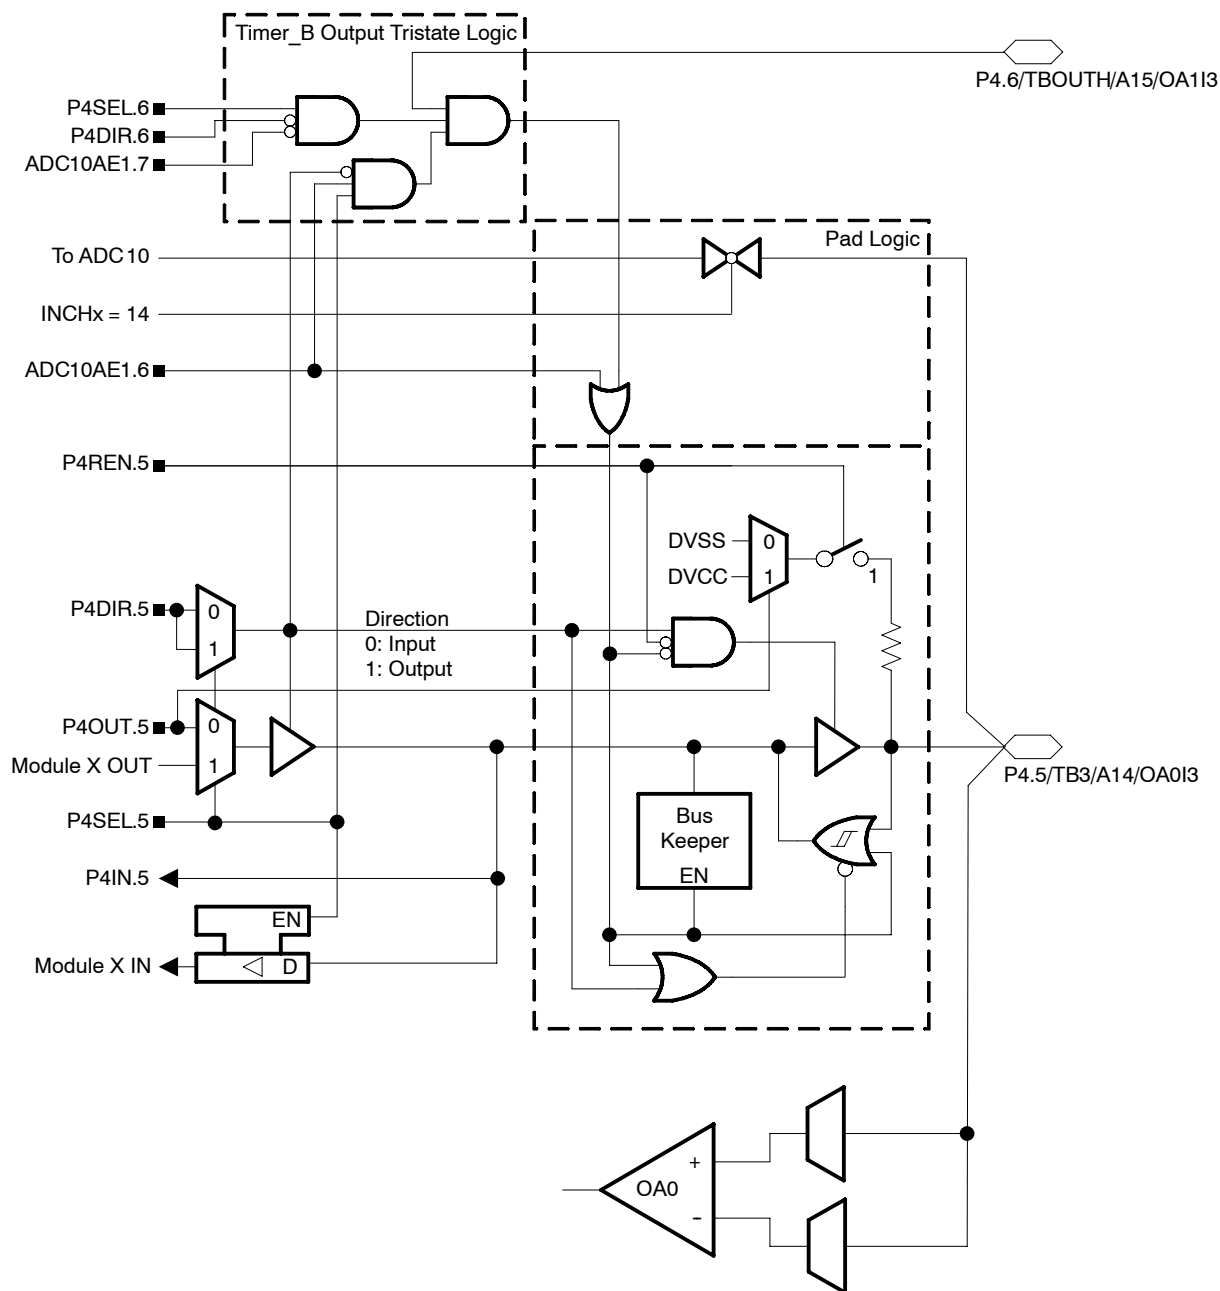 Timer_B Output Tristate Logic
P4.6/TBOUTH/A15/OA1I3
P4SEL.6
P4DIR.6
ADC10AE1.7
Pad Logic
To ADC10
INCHx = 14
ADC10AE1.6
P4REN.5
DVSS
0
DVCC
1
1
P4DIR.5
0
1
Direction
0: Input
1: Output
P4OUT.5
0
Module X OUT
1
P4.5/TB3/A14/OA0I3
P4SEL.5
Bus
Keeper
EN
P4IN.5
EN
Module X IN
D
+
OA0
−